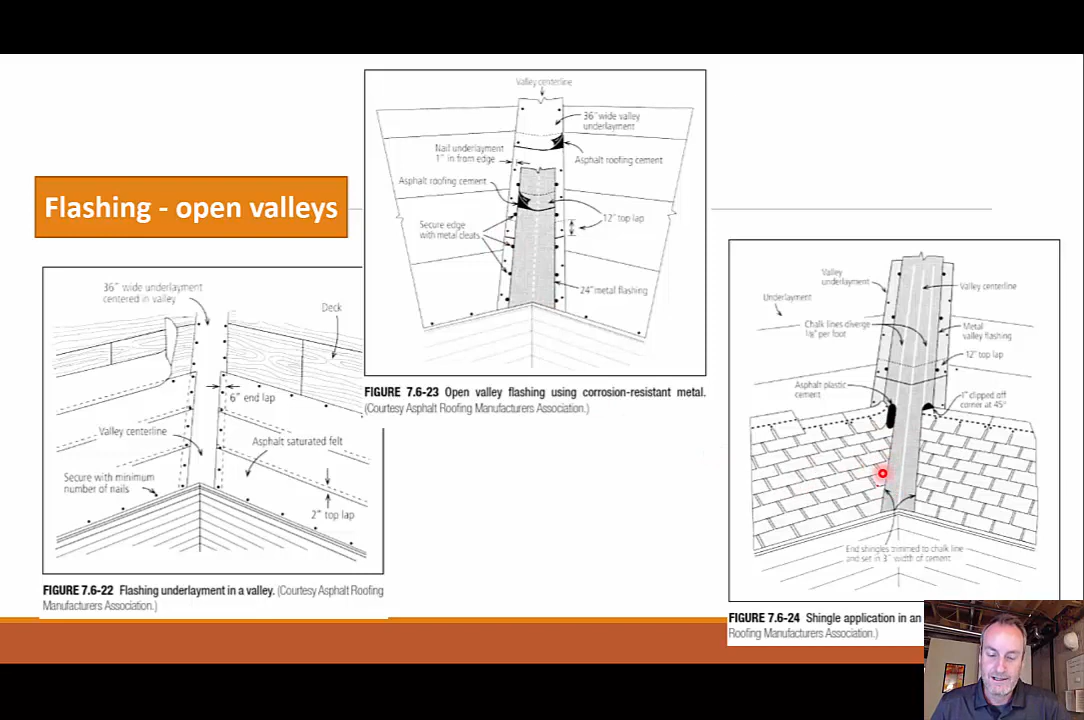 Flashing - open valleys
36" wide underlayment
centered in valley
Deck
6" end lap
Valley centerline
Asphalt saturated felt
Secure with minimum
number of nails
2" top lap
FIGURE 7.6-22 Flashing underlayment in a valley. (Courtesy Asphalt Roofing
Manufacturers Association.)
Valley centerline
36" wide valley
underlayment
Nail underlayment
1" in from edge
Asphalt roofing cement
Asphalt roofing cement
12" top lap
Secure edge
with metal cleats
24" metal flashing
FIGURE 7.6-23 Open valley flashing using corrosion-resistant metal.
(Courtesy Asphalt Roofing Manufacturers Association.)
Valley
underlayment
Valley centerline
Underlayment
Chalk lines diverge
1/8" per foot
Metal
valley flashing
12" top lap
Asphalt plastic
cement
1" clipped off
corner at 45°
End shingles trimmed to chalk line
and set in 3" width of cement
FIGURE 7.6-24 Shingle application in an
Roofing Manufacturers Association.)